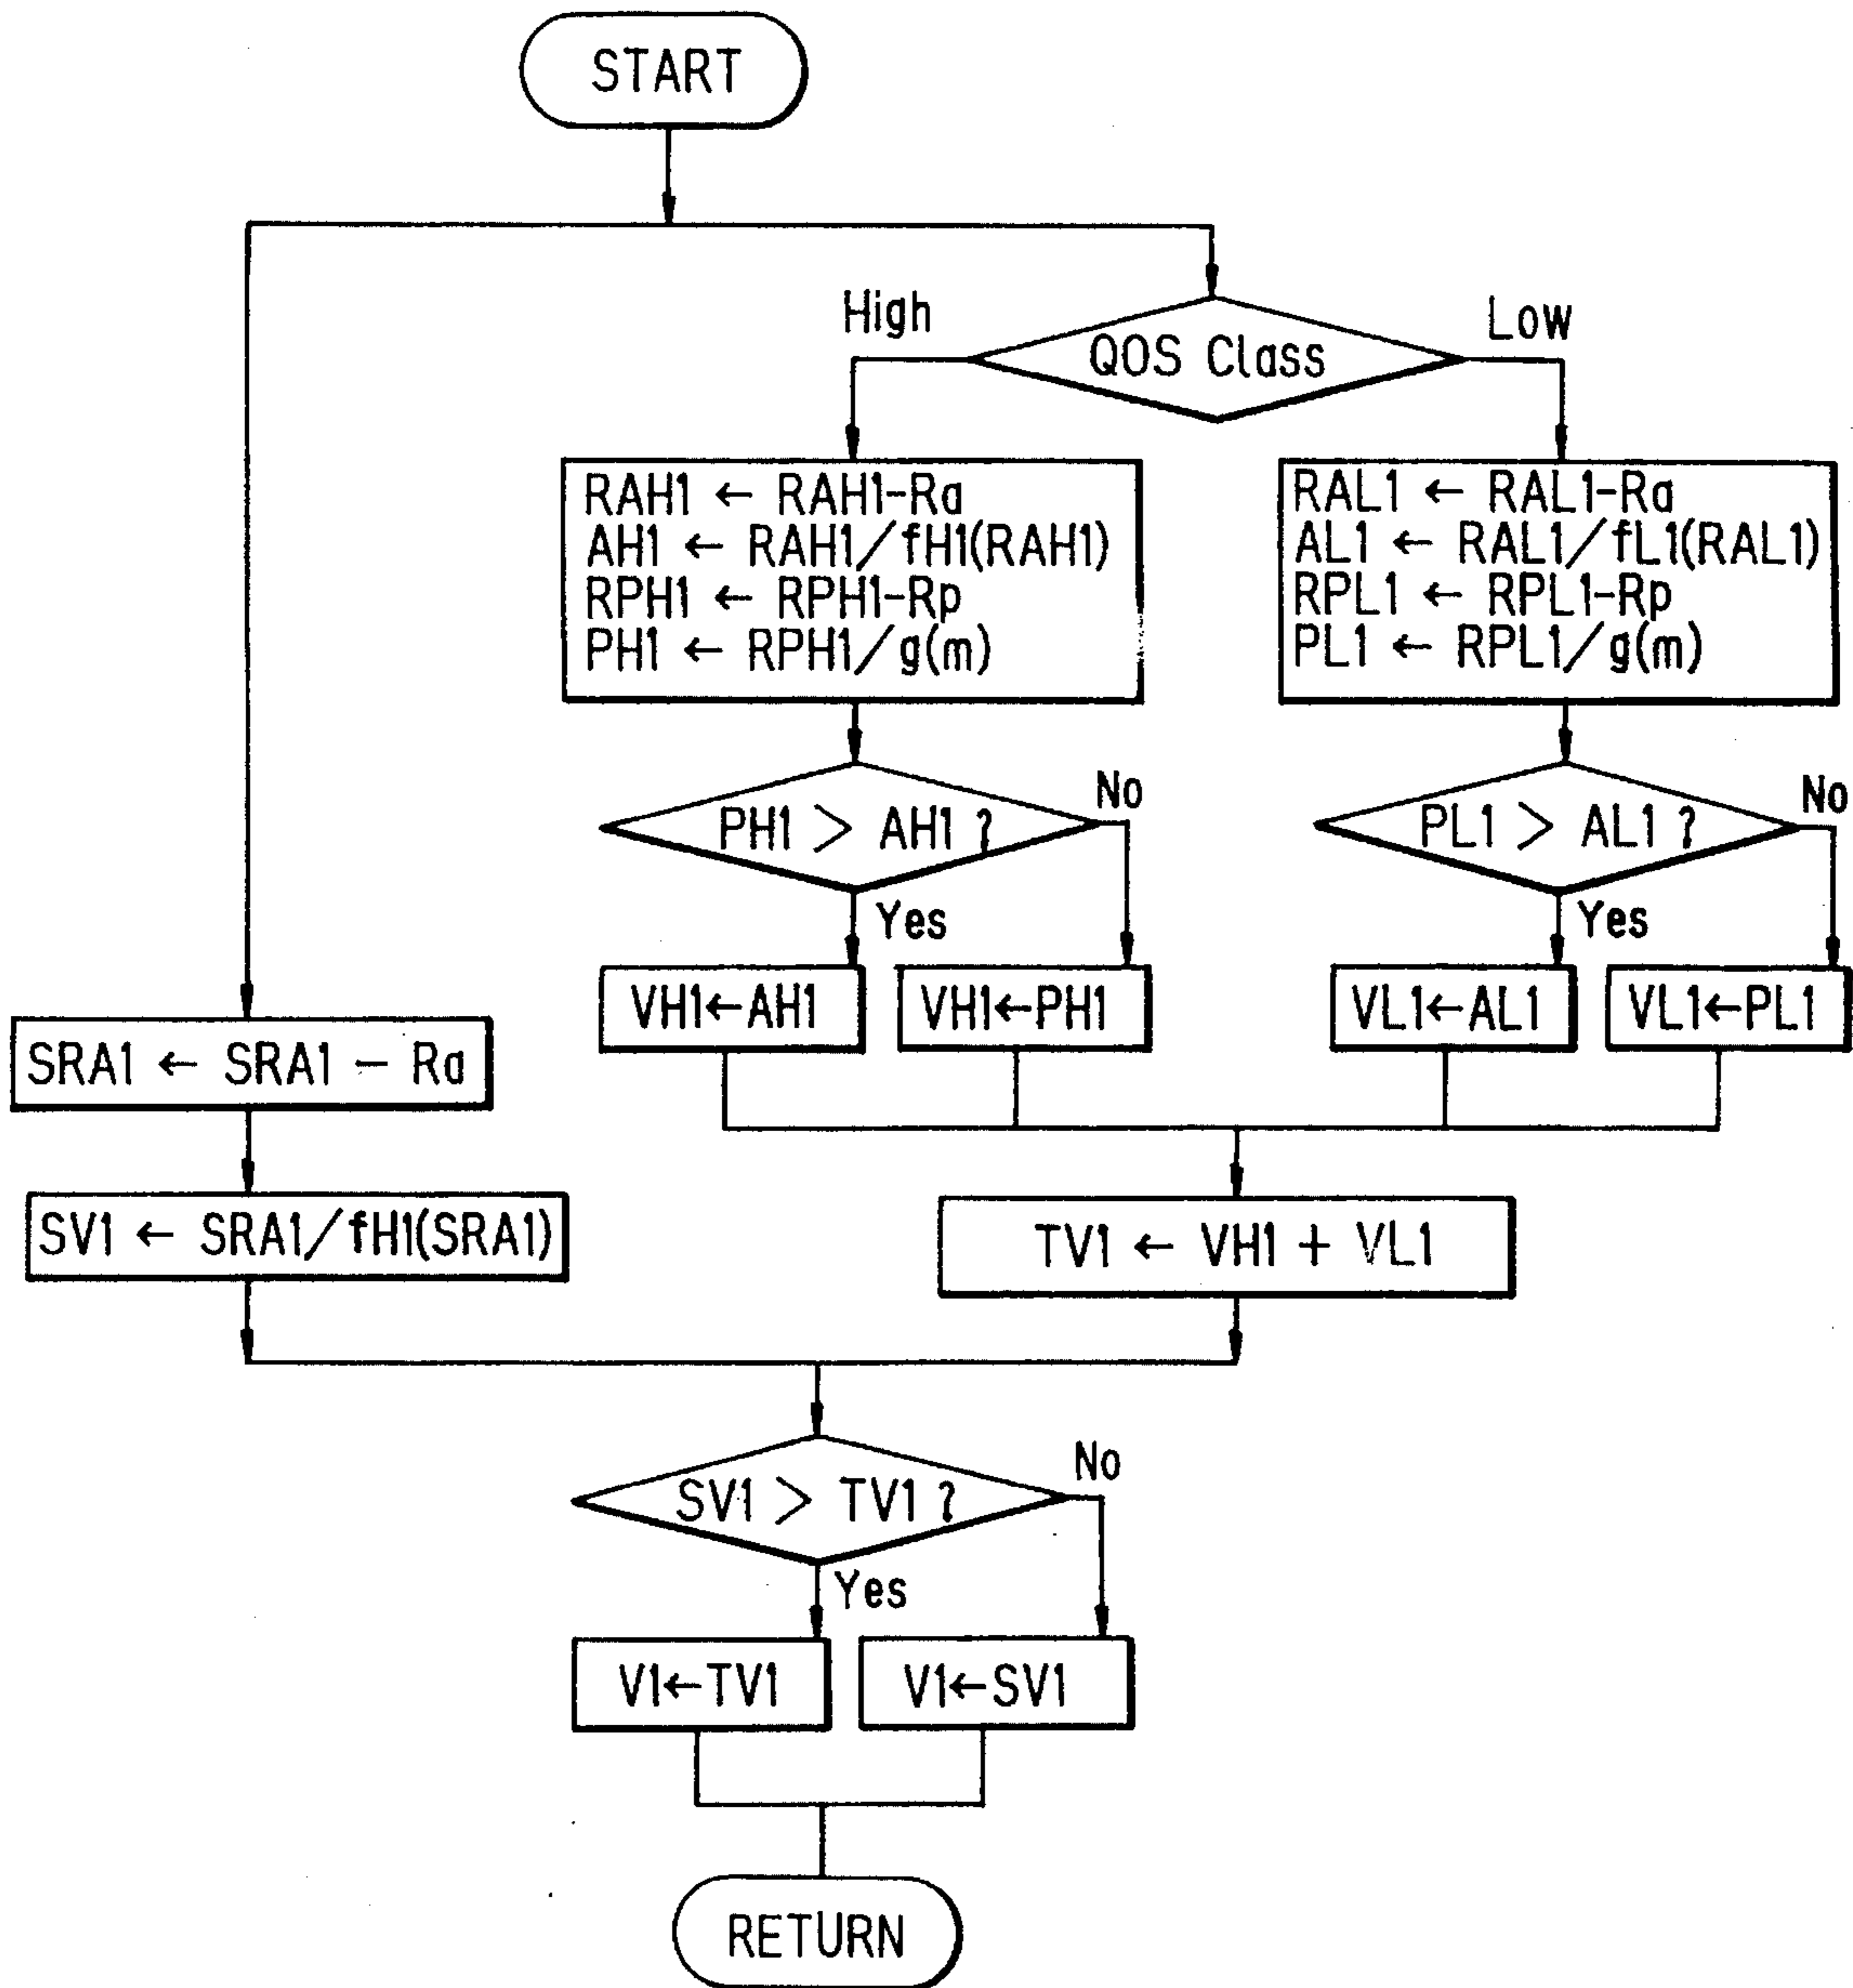 START
High
Low
QOS Class
RAH1 ← RAH1-Ra
AH1 ← RAH1/fH1(RAH1)
RPH1 ← RPH1-Rp
PH1 ← RPH1/g(m)
RAL1 ← RAL1-Ra
AL1 ← RAL1/fL1(RAL1)
RPL1 ← RPL1-Rp
PL1 ← RPL1/g(m)
PH1 > AH1 ?
No
Yes
PL1 > AL1 ?
No
Yes
VH1←AH1
VH1←PH1
VL1←AL1
VL1←PL1
SRA1 ← SRA1 - Ra
SV1 ← SRA1/fH1(SRA1)
TV1 ← VH1 + VL1
SV1 > TV1 ?
No
Yes
V1←TV1
V1←SV1
RETURN